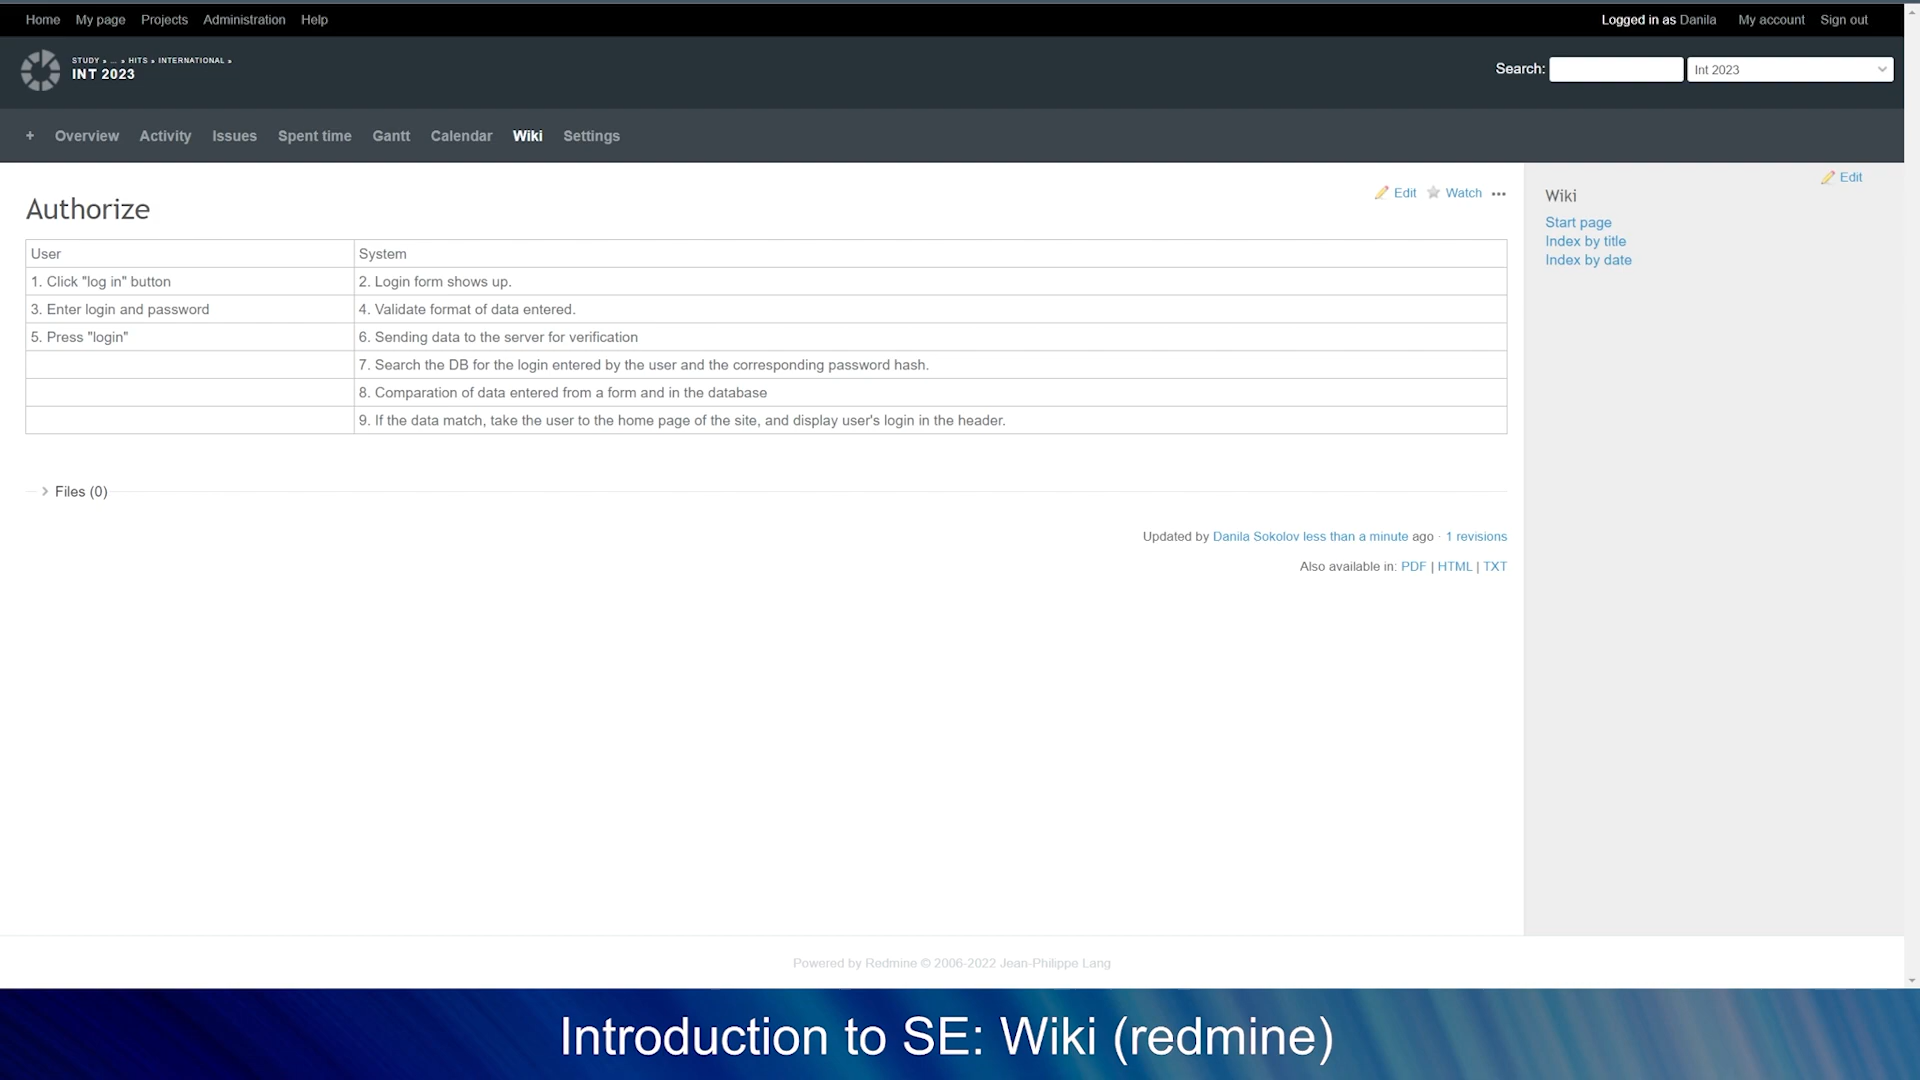 Home My page Projects Administration Help Logged in as Danila My account Sign out
STUDY » ... » HITS » INTERNATIONAL »
INT 2023
Search: Int 2023
+ Overview Activity Issues Spent time Gantt Calendar Wiki Settings
Authorize
Edit Watch •••
User System
1. Click "log in" button 2. Login form shows up.
3. Enter login and password 4. Validate format of data entered.
5. Press "login" 6. Sending data to the server for verification
7. Search the DB for the login entered by the user and the corresponding password hash.
8. Comparation of data entered from a form and in the database
9. If the data match, take the user to the home page of the site, and display user's login in the header.
Files (0)
Updated by Danila Sokolov less than a minute ago · 1 revisions
Also available in: PDF | HTML | TXT
Edit
Wiki
Start page
Index by title
Index by date
Powered by Redmine © 2006-2022 Jean-Philippe Lang
Introduction to SE: Wiki (redmine)